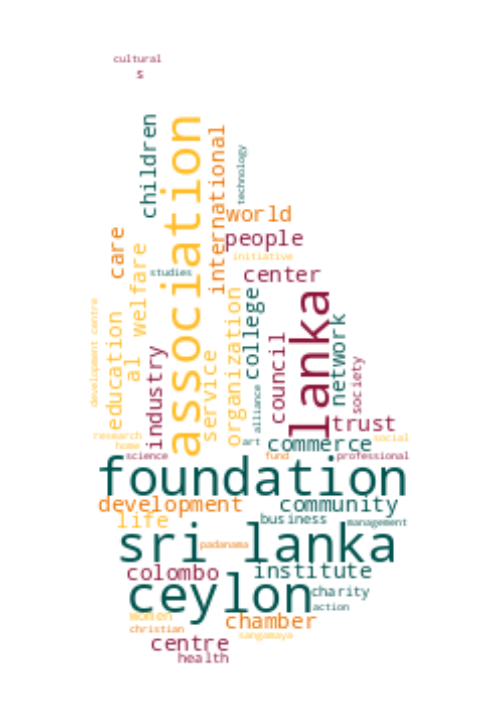 cultural
s
children
association
international
technology
world
care
people
welfare
initiative
studies
center
development centre
education
al
industry
service
organization
college
council
lanka
network
society
alliance
trust
research
home
art
commerce
social
science
fund
professional
foundation
development
community
life
business
management
sri lanka
padanama
colombo
institute
ceylon
charity
action
women
chamber
christian
sangamaya
centre
health